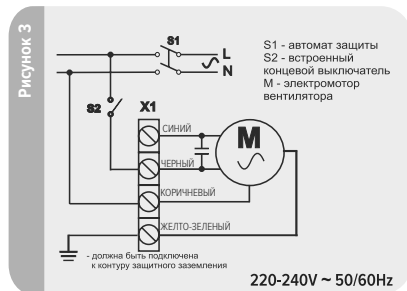 Рисунок 3
S1
L
N
S1 - автомат защиты
S2 - встроенный
концевой выключатель
М - электромотор
вентилятора
S2
X1
СИНИЙ
ЧЕРНЫЙ
КОРИЧНЕВЫЙ
ЖЕЛТО-ЗЕЛЕНЫЙ
M
- должна быть подключена
к контуру защитного заземления
220-240V ~ 50/60Hz